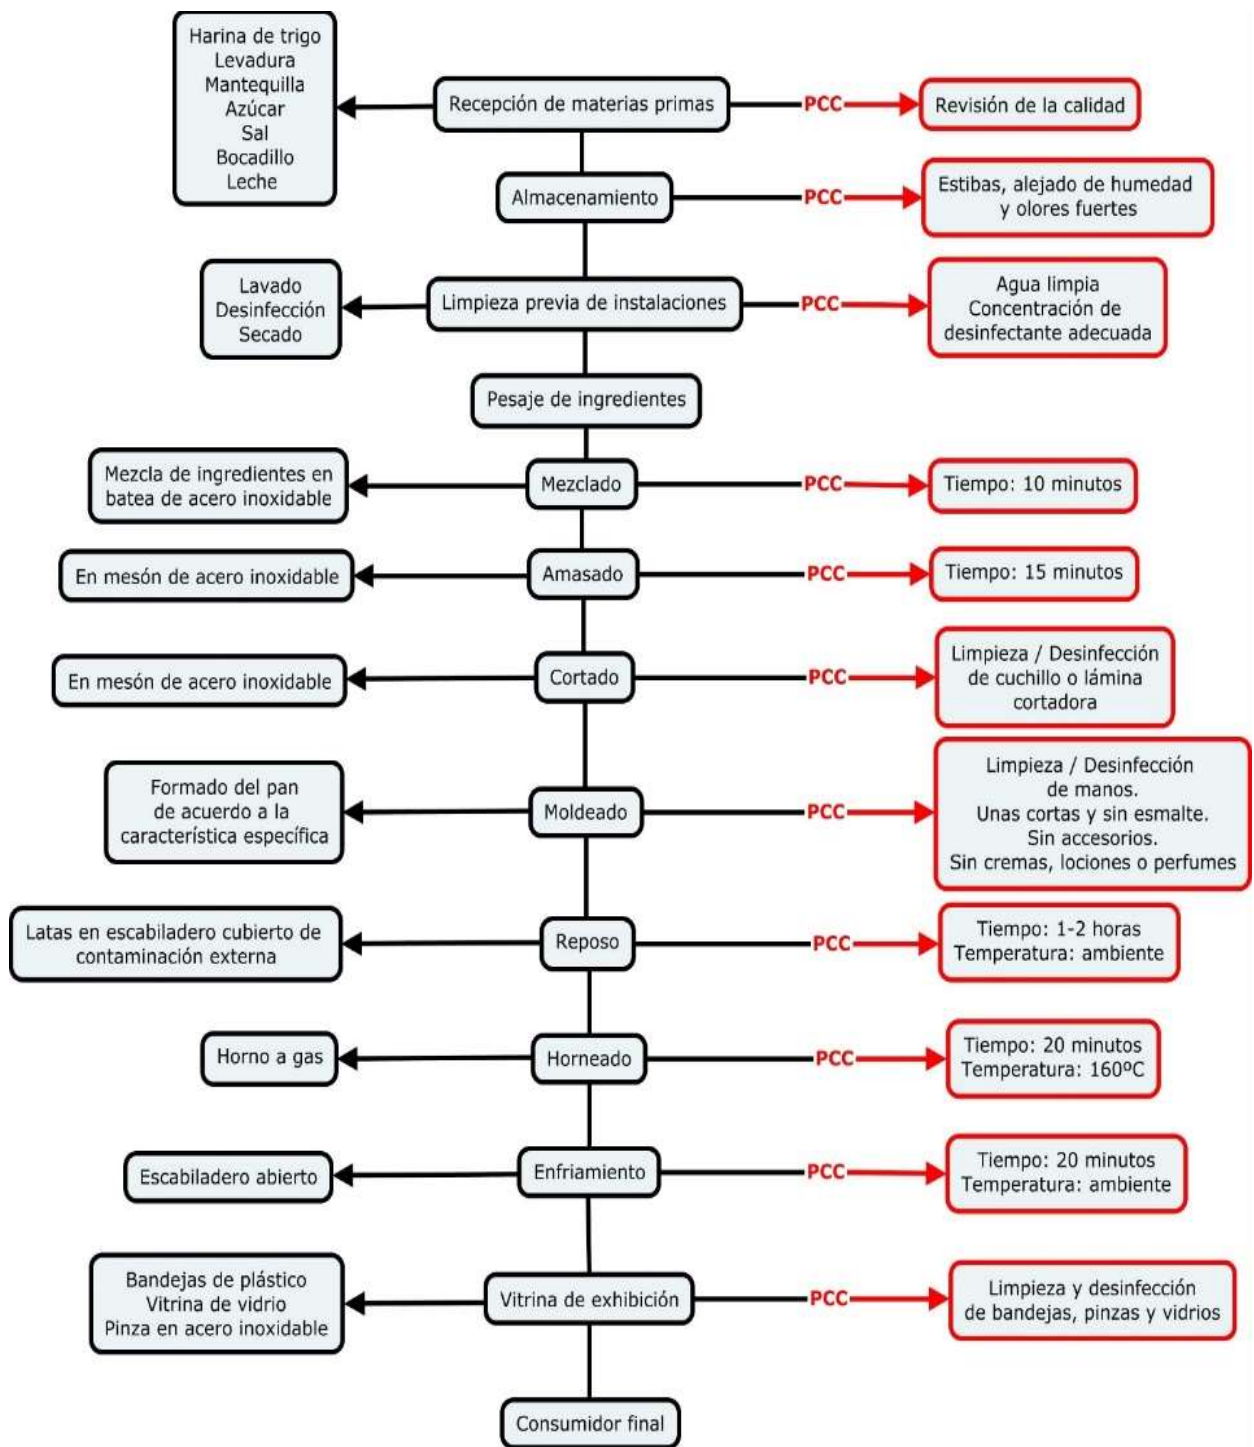 Harina de trigo
Levadura
Mantequilla
Azúcar
Sal
Bocadillo
Leche
Recepción de materias primas
PCC
Revisión de la calidad
Almacenamiento
PCC
Estibas, alejado de humedad
y olores fuertes
Lavado
Desinfección
Secado
Limpieza previa de instalaciones
PCC
Agua limpia
Concentración de
desinfectante adecuada
Pesaje de ingredientes
Mezcla de ingredientes en
batea de acero inoxidable
Mezclado
PCC
Tiempo: 10 minutos
En mesón de acero inoxidable
Amasado
PCC
Tiempo: 15 minutos
En mesón de acero inoxidable
Cortado
PCC
Limpieza / Desinfección
de cuchillo o lámina
cortadora
Formado del pan
de acuerdo a la
característica específica
Moldeado
PCC
Limpieza / Desinfección
de manos.
Unas cortas y sin esmalte.
Sin accesorios.
Sin cremas, lociones o perfumes
Latas en escabiladero cubierto de
contaminación externa
Reposo
PCC
Tiempo: 1-2 horas
Temperatura: ambiente
Horno a gas
Horneado
PCC
Tiempo: 20 minutos
Temperatura: 160ºC
Escabiladero abierto
Enfriamiento
PCC
Tiempo: 20 minutos
Temperatura: ambiente
Bandejas de plástico
Vitrina de vidrio
Pinza en acero inoxidable
Vitrina de exhibición
PCC
Limpieza y desinfección
de bandejas, pinzas y vidrios
Consumidor final